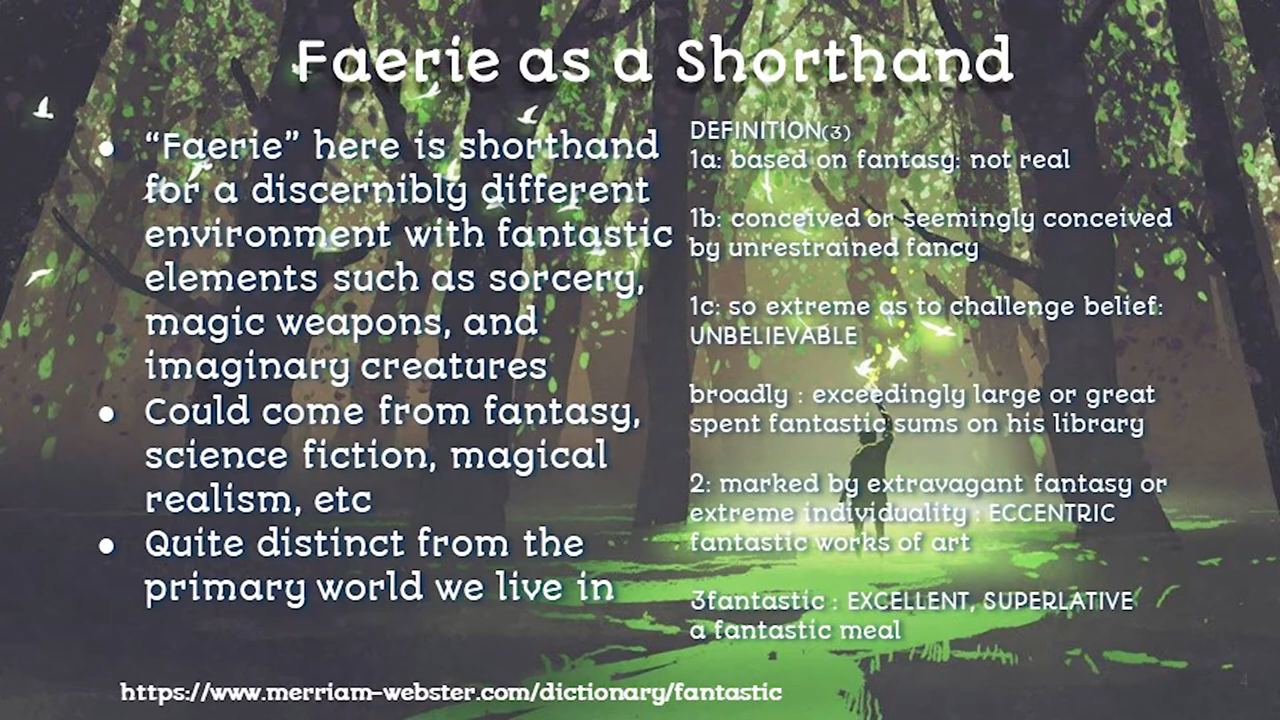 Faerie as a Shorthand
• “Faerie” here is shorthand
for a discernibly different
environment with fantastic
elements such as sorcery,
magic weapons, and
imaginary creatures
• Could come from fantasy,
science fiction, magical
realism, etc
• Quite distinct from the
primary world we live in
DEFINITION(3)
1a: based on fantasy: not real
1b: conceived or seemingly conceived
by unrestrained fancy
1c: so extreme as to challenge belief:
UNBELIEVABLE
broadly : exceedingly large or great
spent fantastic sums on his library
2: marked by extravagant fantasy or
extreme individuality : ECCENTRIC
fantastic works of art
3fantastic : EXCELLENT, SUPERLATIVE
a fantastic meal
https://www.merriam-webster.com/dictionary/fantastic
4